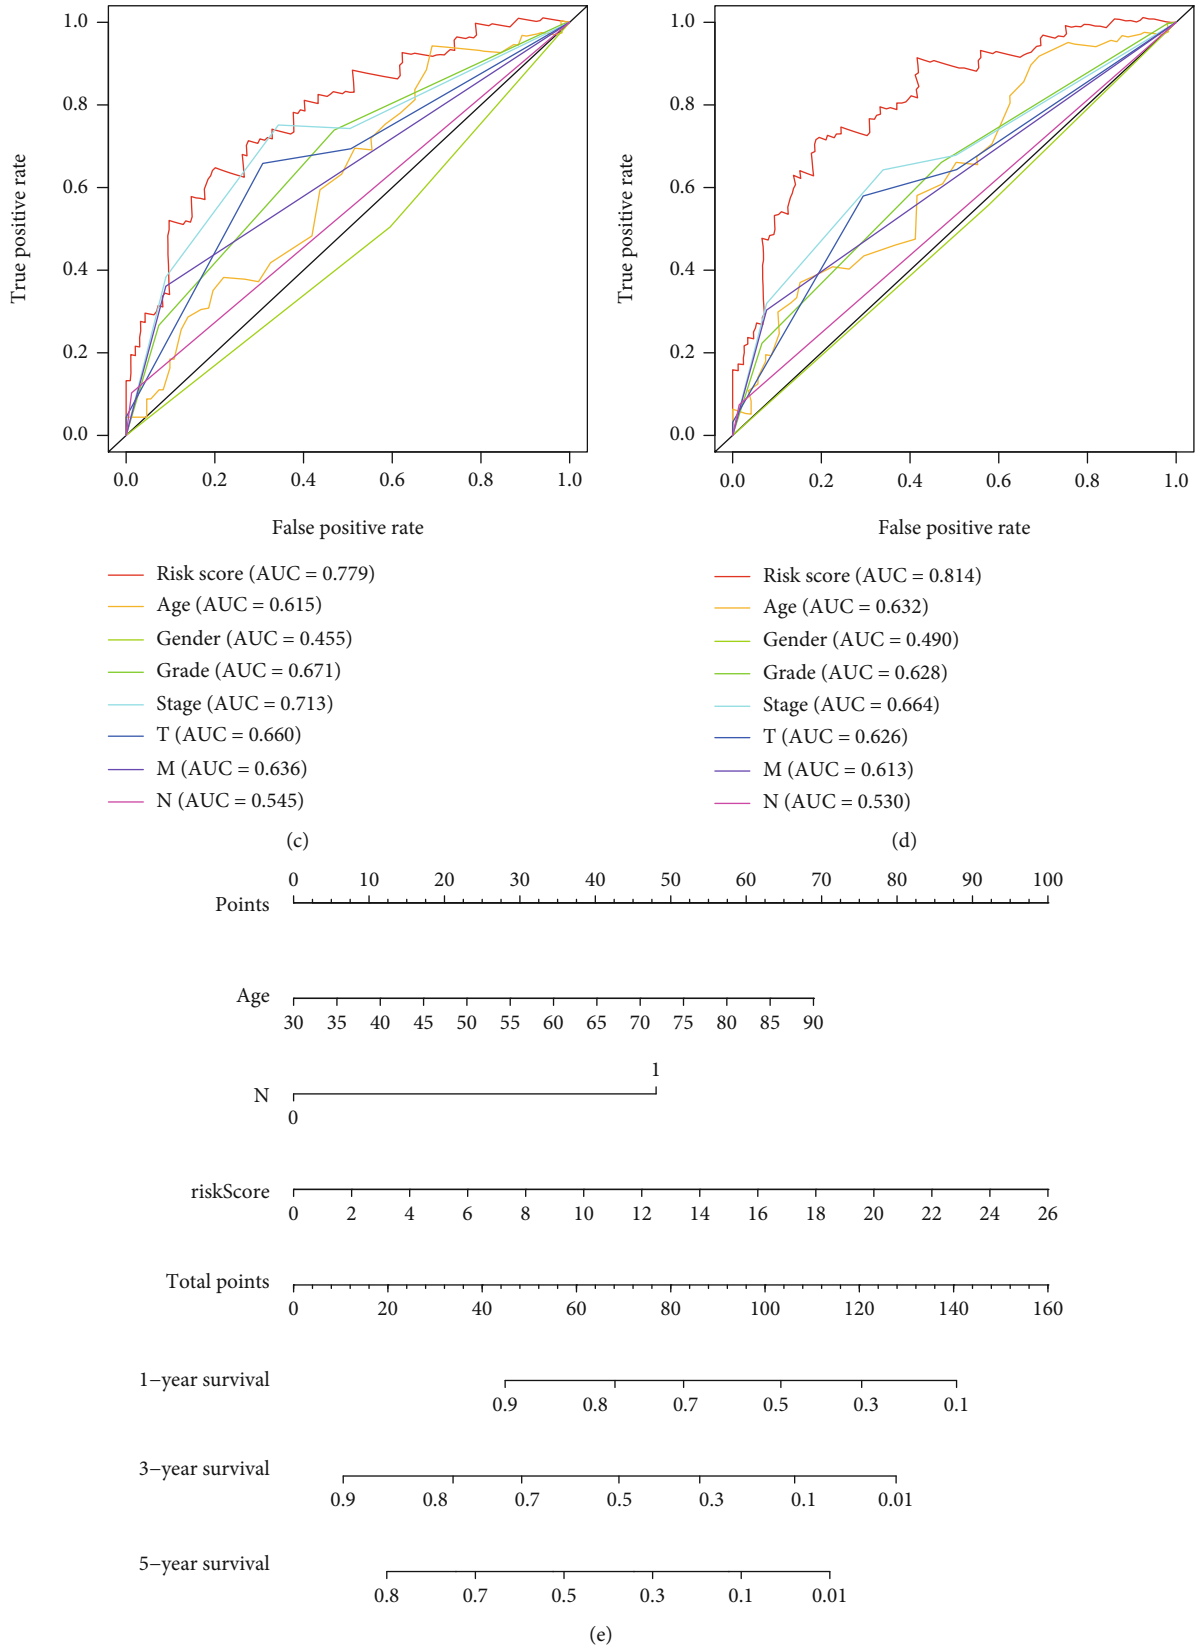 1.0
0.8
0.6
0.4
0.2
0.0
True positive rate
0.0 0.2 0.4 0.6 0.8 1.0
False positive rate
Risk score (AUC = 0.779)
Age (AUC = 0.615)
Gender (AUC = 0.455)
Grade (AUC = 0.671)
Stage (AUC = 0.713)
T (AUC = 0.660)
M (AUC = 0.636)
N (AUC = 0.545)
(c)
1.0
0.8
0.6
0.4
0.2
0.0
True positive rate
0.0 0.2 0.4 0.6 0.8 1.0
False positive rate
Risk score (AUC = 0.814)
Age (AUC = 0.632)
Gender (AUC = 0.490)
Grade (AUC = 0.628)
Stage (AUC = 0.664)
T (AUC = 0.626)
M (AUC = 0.613)
N (AUC = 0.530)
(d)
0 10 20 30 40 50 60 70 80 90 100
Points
Age
30 35 40 45 50 55 60 65 70 75 80 85 90
1
N
0
riskScore
0 2 4 6 8 10 12 14 16 18 20 22 24 26
Total points
0 20 40 60 80 100 120 140 160
1−year survival
0.9 0.8 0.7 0.5 0.3 0.1
3−year survival
0.9 0.8 0.7 0.5 0.3 0.1 0.01
5−year survival
0.8 0.7 0.5 0.3 0.1 0.01
(e)